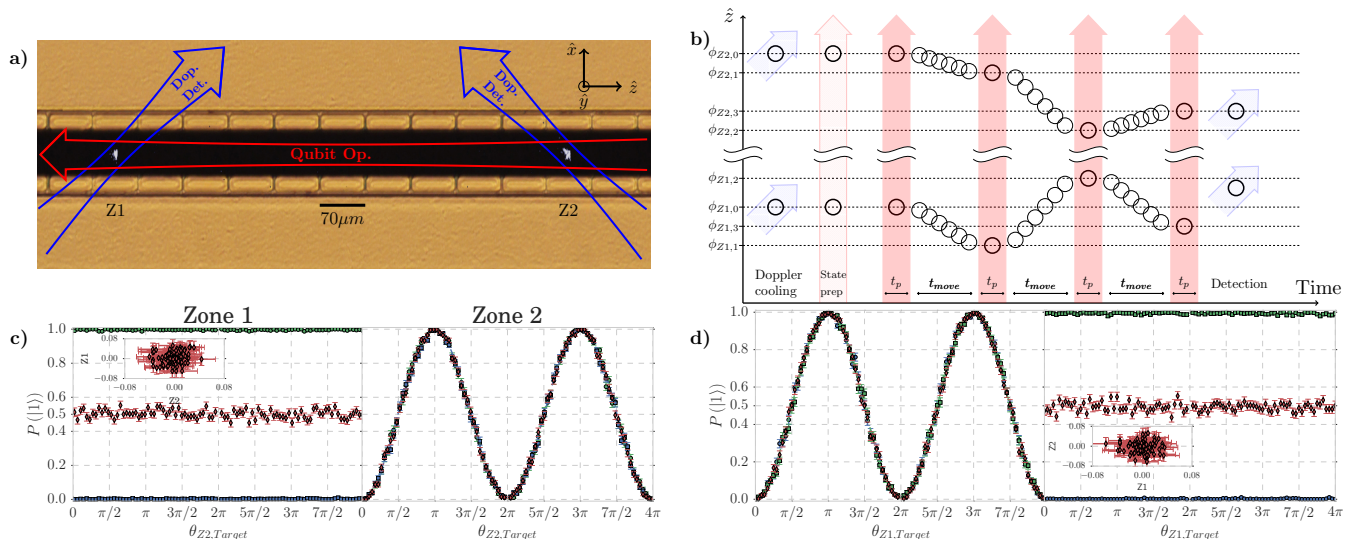 a)
Dop.
Det.
Dop.
Det.
x̂
ẑ
ŷ
Qubit Op.
Z1
70μm
Z2
b)
ẑ
ϕZ2,0
ϕZ2,1
ϕZ2,3
ϕZ2,2
ϕZ1,2
ϕZ1,0
ϕZ1,3
ϕZ1,1
Doppler
cooling
State
prep
tp
tmove
tp
tmove
tp
tmove
tp
Detection
Time
c)
Zone 1
Zone 2
P(|1⟩)
1.0
0.8
0.6
0.4
0.2
0.0
Z1
0.08
0.00
−0.08
−0.08
0.00
0.08
Z2
0
π/2
π
3π/2
2π
5π/2
3π
7π/2
0
π/2
π
3π/2
2π
5π/2
3π
7π/2
4π
θZ2,Target
θZ2,Target
d)
P(|1⟩)
1.0
0.8
0.6
0.4
0.2
0.0
Z2
0.08
0.00
−0.08
−0.08
0.00
0.08
Z1
0
π/2
π
3π/2
2π
5π/2
3π
7π/2
0
π/2
π
3π/2
2π
5π/2
3π
7π/2
4π
θZ1,Target
θZ1,Target